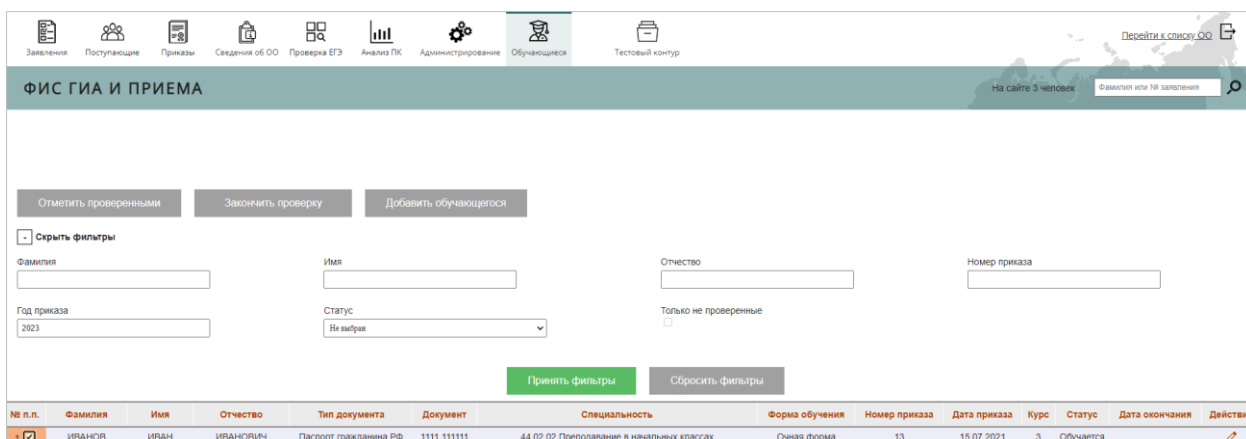 Заявления Поступающие Приказы Сведения об ОО Проверка ЕГЭ Анализ ПК Администрирование Обучающиеся Тестовый контур Перейти к списку ОО
ФИС ГИА И ПРИЕМА На сайте 3 человек Фамилия или № заявления
Отметить проверенными Закончить проверку Добавить обучающегося
- Скрыть фильтры
Фамилия Имя Отчество Номер приказа
Год приказа Статус Только не проверенные
2023 Не выбран
Принять фильтры Сбросить фильтры
№ п.п. Фамилия Имя Отчество Тип документа Документ Специальность Форма обучения Номер приказа Дата приказа Курс Статус Дата окончания Действи
1 ИВАНОВ ИВАН ИВАНОВИЧ Паспорт гражданина РФ 1111 111111 44.02.02 Преподавание в начальных классах Очная форма 13 15.07.2021 3 Обучается